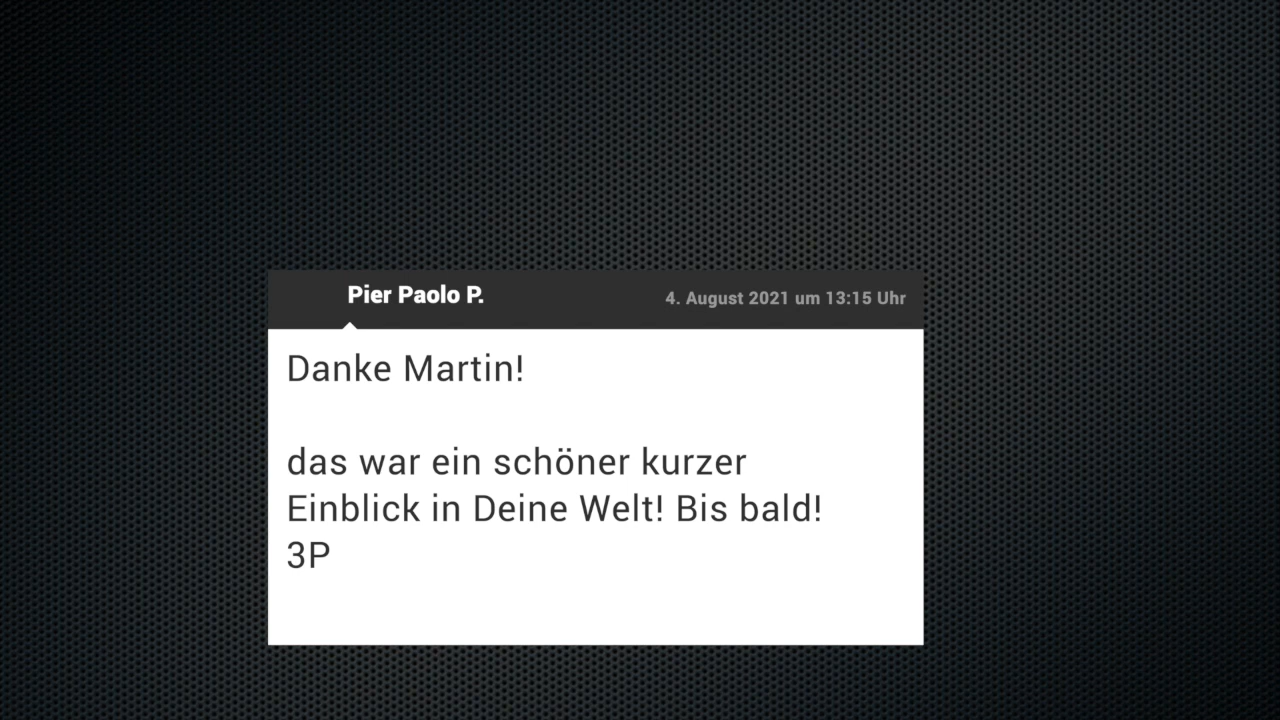 Pier Paolo P.
4. August 2021 um 13:15 Uhr
Danke Martin!
das war ein schöner kurzer
Einblick in Deine Welt! Bis bald!
3P